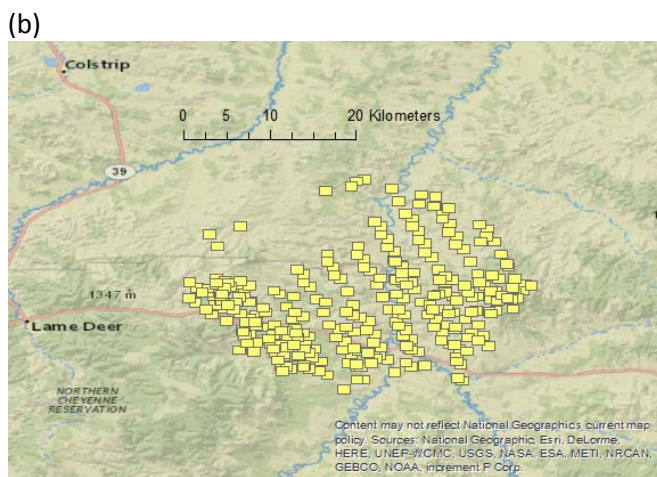 (b)
Colstrip
0 5 10 20 Kilometers
39
1347 m
Lame Deer
NORTHERN
CHEYENNE
RESERVATION
Content may not reflect National Geographic's current map
policy. Sources: National Geographic, Esri, DeLorme,
HERE, UNEP-WCMC, USGS, NASA, ESA, METI, NRCAN,
GEBCO, NOAA, increment P Corp.